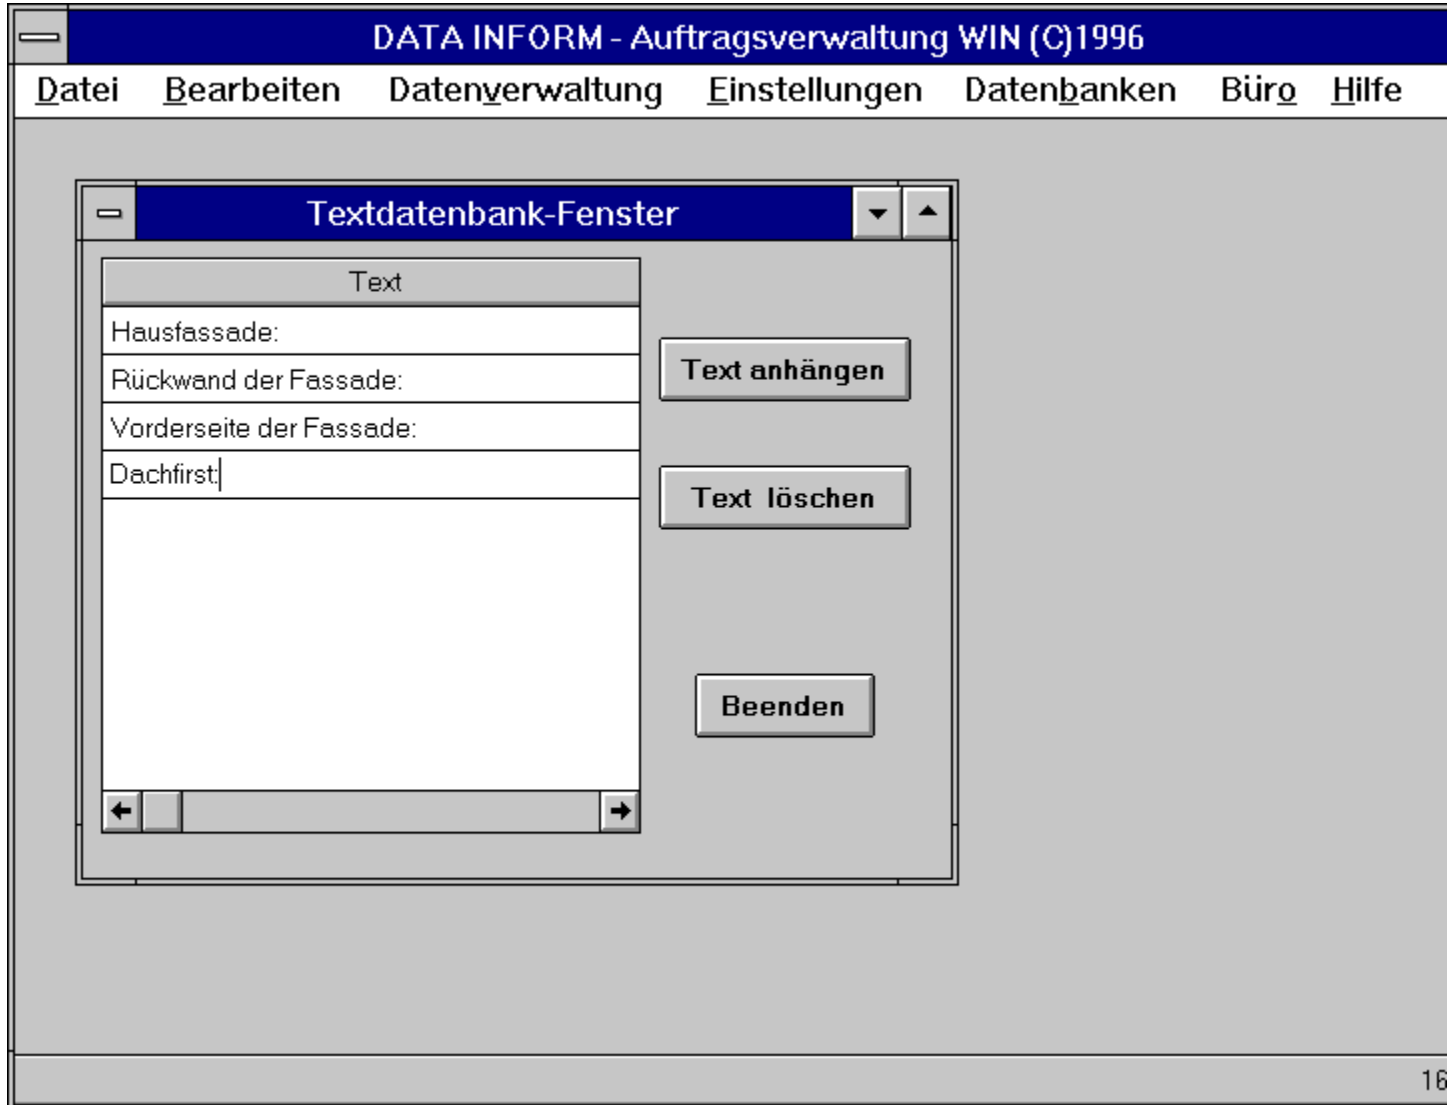 DATA INFORM - Auftragsverwaltung WIN (C)1996
Datei Bearbeiten Datenverwaltung Einstellungen Datenbanken Büro Hilfe
Textdatenbank-Fenster
Text
Hausfassade:
Rückwand der Fassade:
Vorderseite der Fassade:
Dachfirst:
Text anhängen
Text löschen
Beenden
16